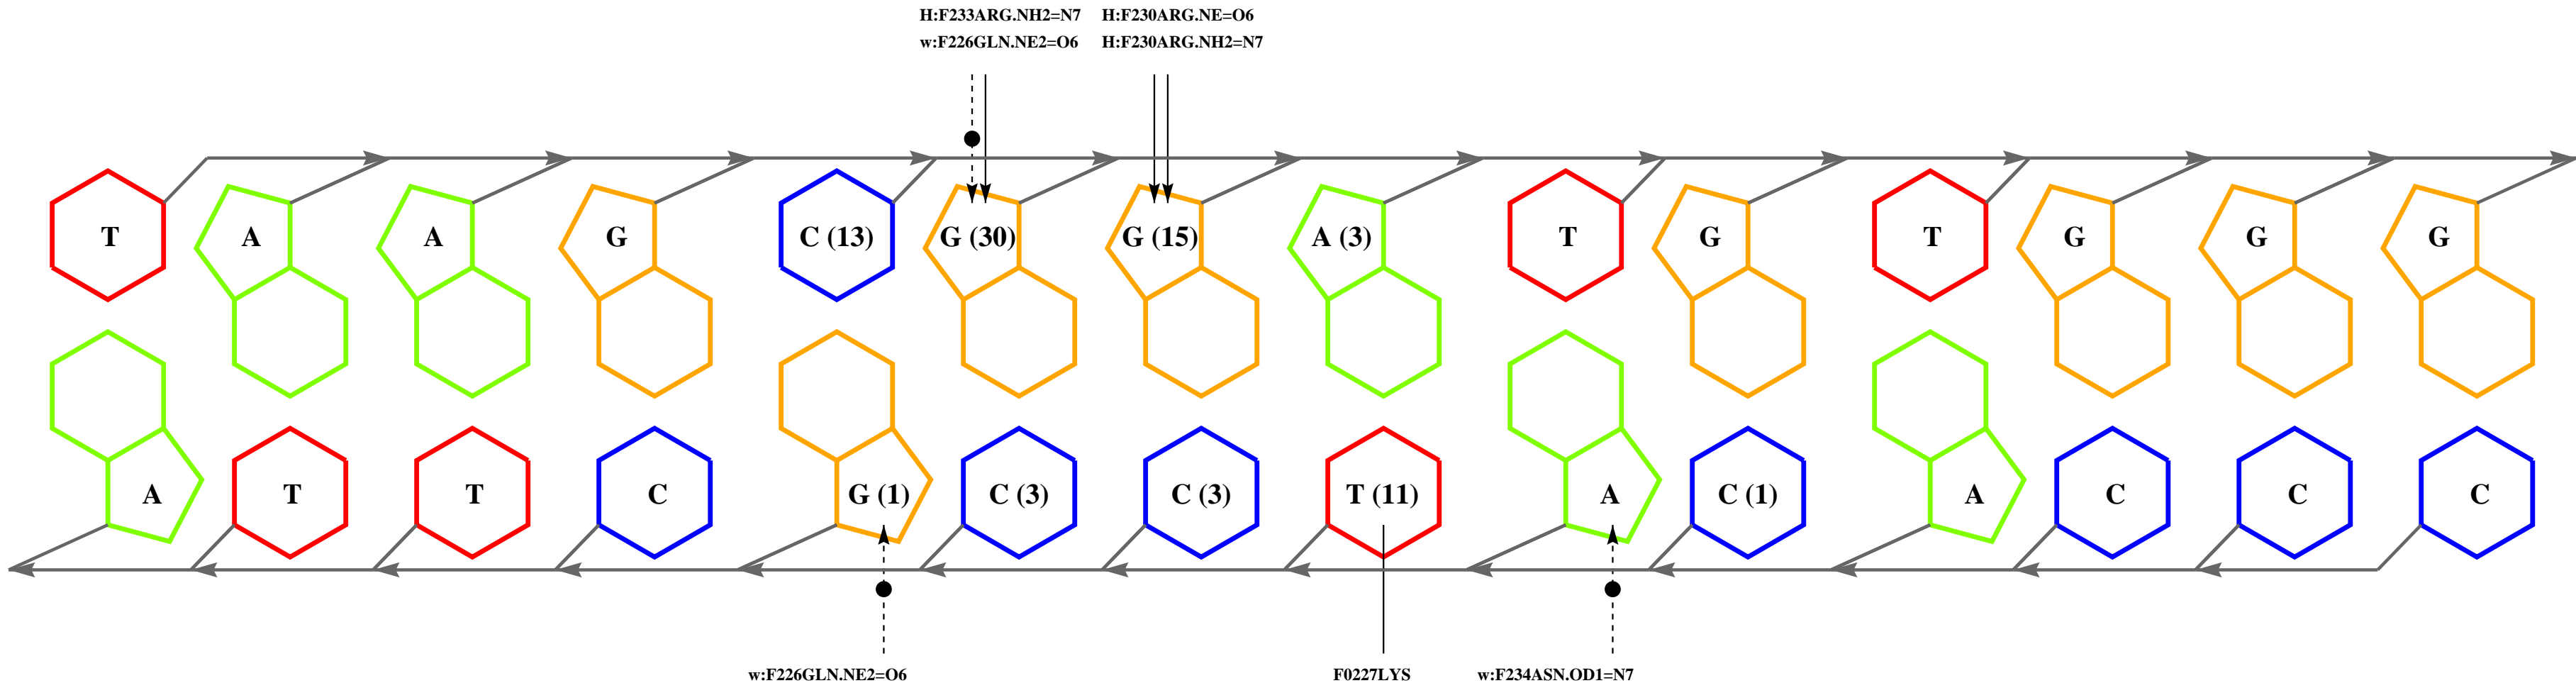 H:F233ARG.NH2=N7 H:F230ARG.NE=O6
w:F226GLN.NE2=O6 H:F230ARG.NH2=N7
T A A G C (13) G (30) G (15) A (3) T G T G G G
A T T C G (1) C (3) C (3) T (11) A C (1) A C C C
w:F226GLN.NE2=O6 F0227LYS w:F234ASN.OD1=N7